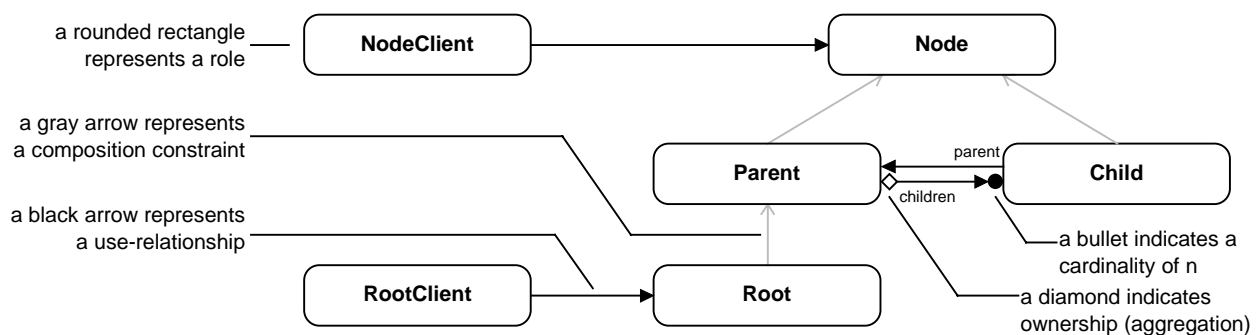 a rounded rectangle
represents a role
NodeClient
Node
a gray arrow represents
a composition constraint
Parent
parent
children
Child
a black arrow represents
a use-relationship
RootClient
Root
a bullet indicates a
cardinality of n
a diamond indicates
ownership (aggregation)